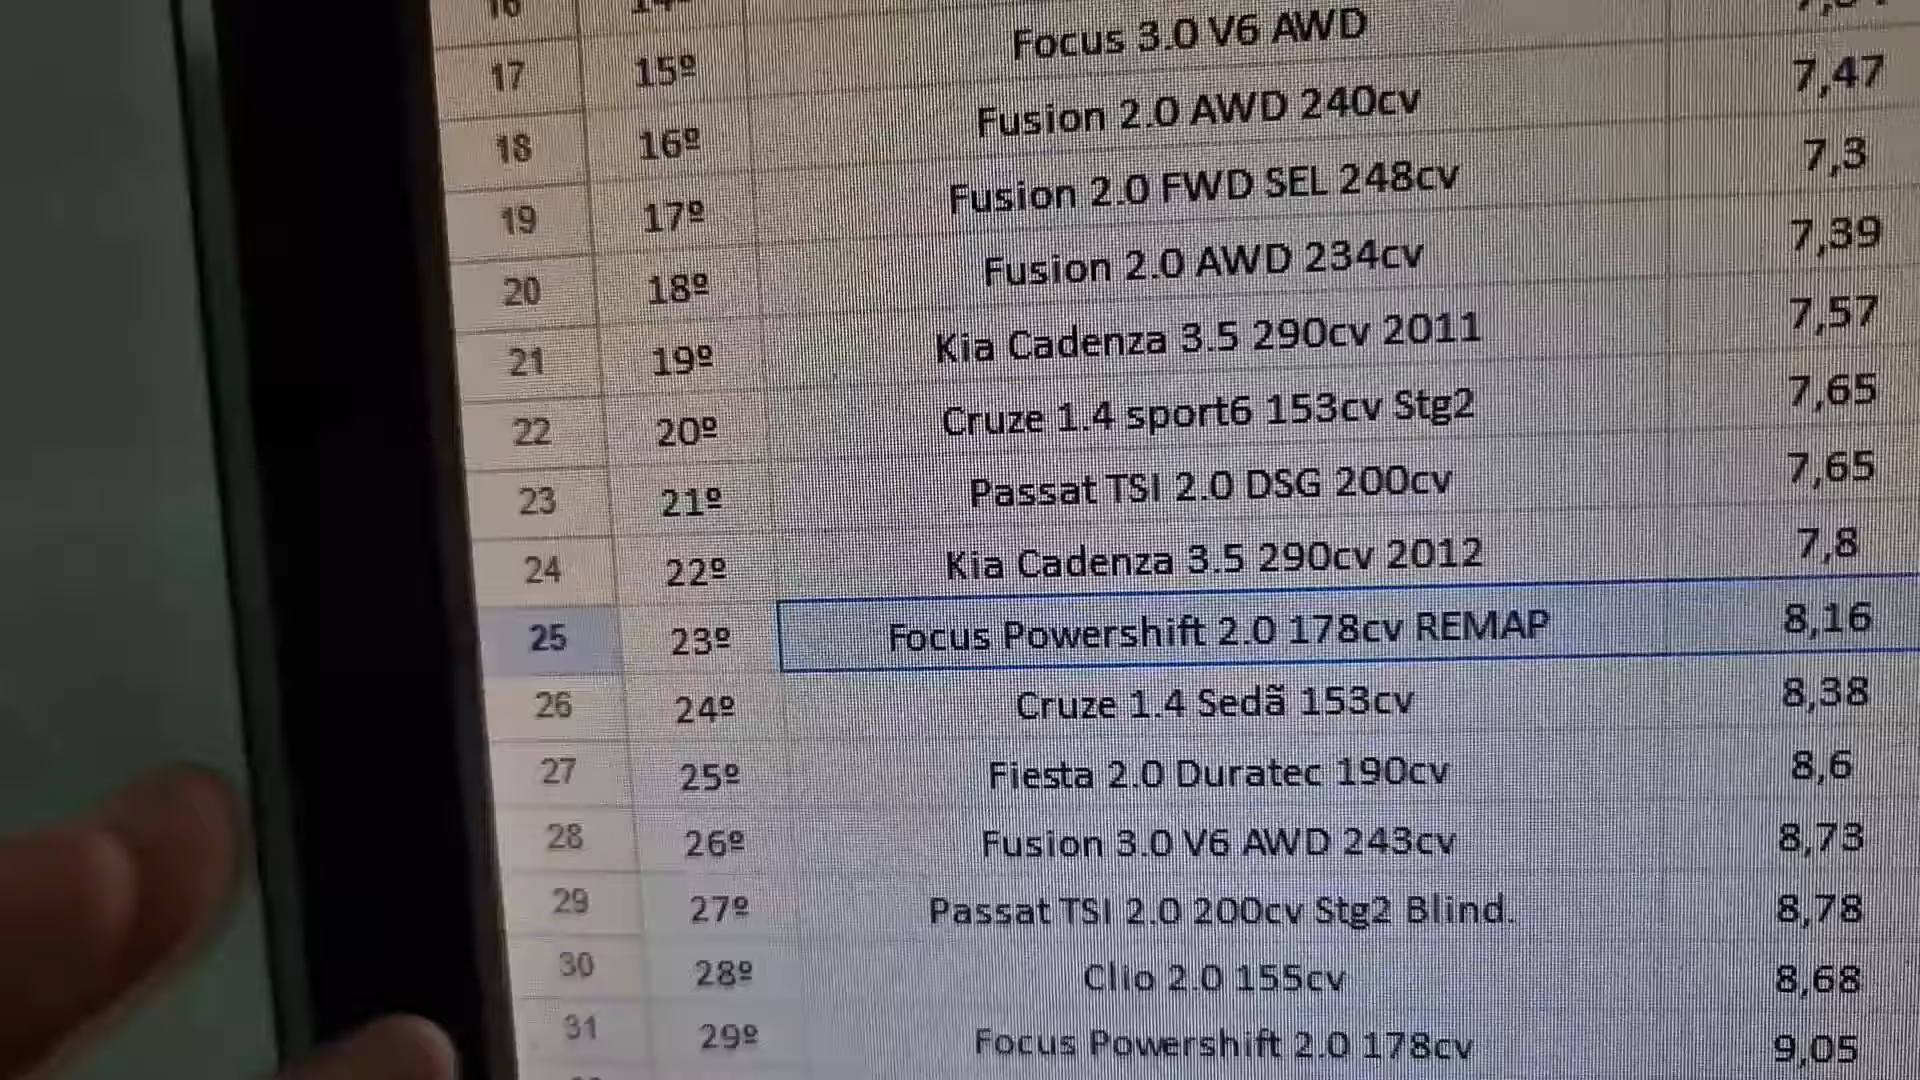 16 14º
17 15º Focus 3.0 V6 AWD
18 16º Fusion 2.0 AWD 240cv 7,47
19 17º Fusion 2.0 FWD SEL 248cv 7,3
20 18º Fusion 2.0 AWD 234cv 7,39
21 19º Kia Cadenza 3.5 290cv 2011 7,57
22 20º Cruze 1.4 sport6 153cv Stg2 7,65
23 21º Passat TSI 2.0 DSG 200cv 7,65
24 22º Kia Cadenza 3.5 290cv 2012 7,8
25 23º Focus Powershift 2.0 178cv REMAP 8,16
26 24º Cruze 1.4 Sedã 153cv 8,38
27 25º Fiesta 2.0 Duratec 190cv 8,6
28 26º Fusion 3.0 V6 AWD 243cv 8,73
29 27º Passat TSI 2.0 200cv Stg2 Blind. 8,78
30 28º Clio 2.0 155cv 8,68
31 29º Focus Powershift 2.0 178cv 9,05